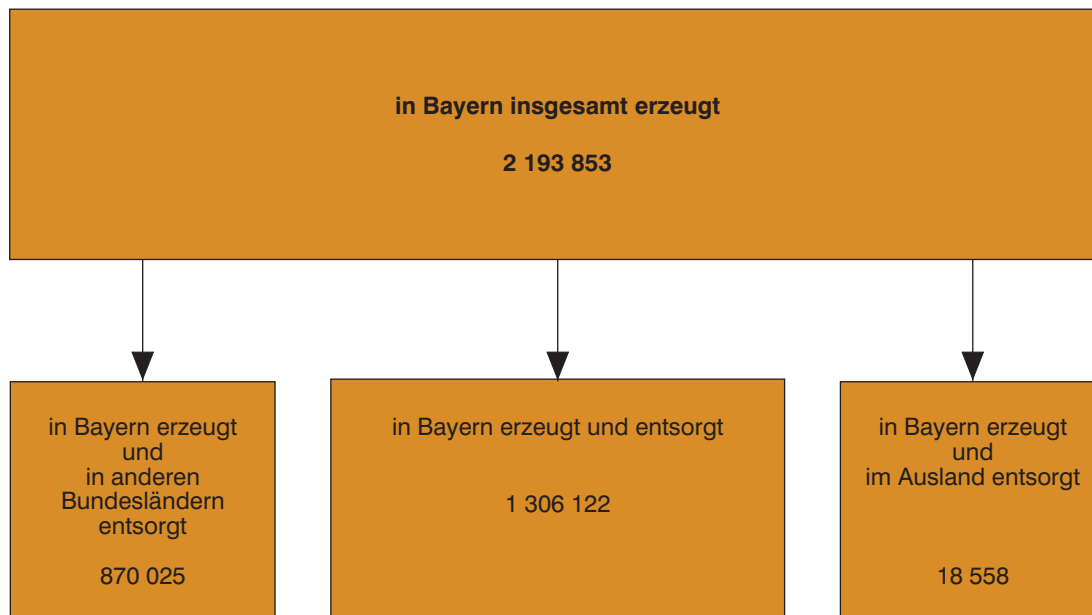 in Bayern insgesamt erzeugt
2 193 853
in Bayern erzeugt
und
in anderen
Bundesländern
entsorgt
870 025
in Bayern erzeugt und entsorgt
1 306 122
in Bayern erzeugt
und
im Ausland entsorgt
18 558